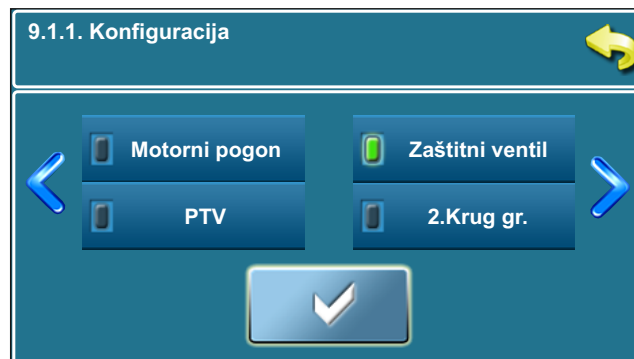 9.1.1. Konfiguracija
Motorni pogon
Zaštitni ventil
PTV
2.Krug gr.